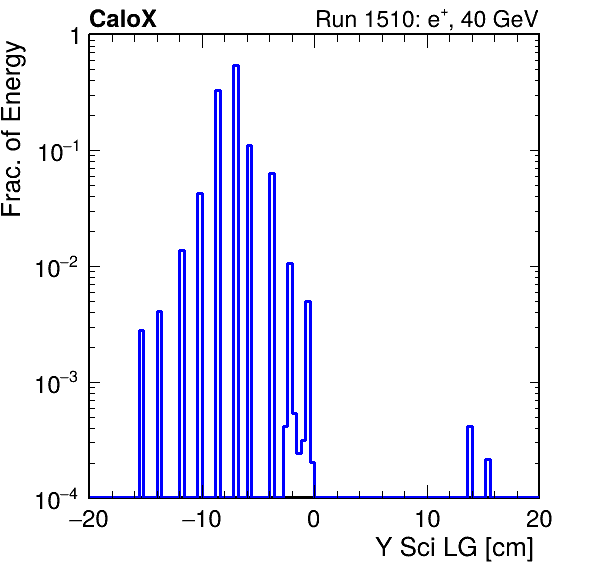 CaloX Run 1510: e⁺, 40 GeV
Frac. of Energy
1
10⁻¹
10⁻²
10⁻³
10⁻⁴
−20 −10 0 10 20
Y Sci LG [cm]